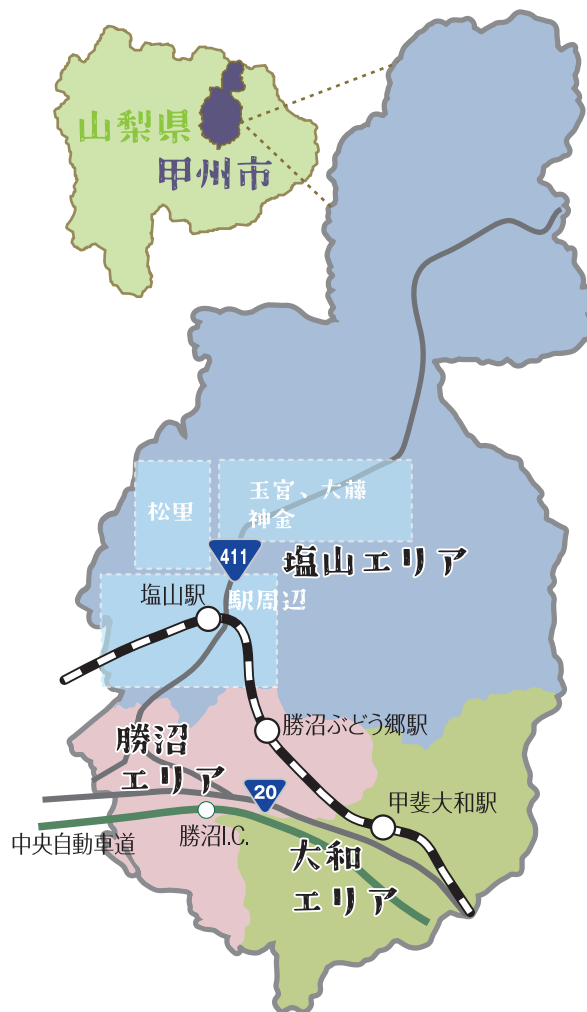 山梨県
甲州市
松里
玉宮、大藤
神金
411
塩山エリア
塩山駅
駅周辺
勝沼ぶどう郷駅
勝沼
エリア
20
甲斐大和駅
中央自動車道
勝沼I.C.
大和
エリア